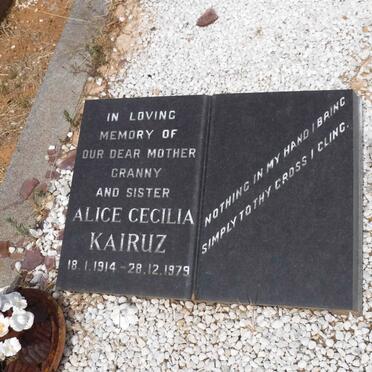 IN LOVING
MEMORY OF
OUR DEAR MOTHER
GRANNY
AND SISTER
ALICE CECILIA
KAIRUZ
18.1.1914-28.12.1979
NOTHING IN MY HAND I BRING
SIMPLY TO THY CROSS I CLING.